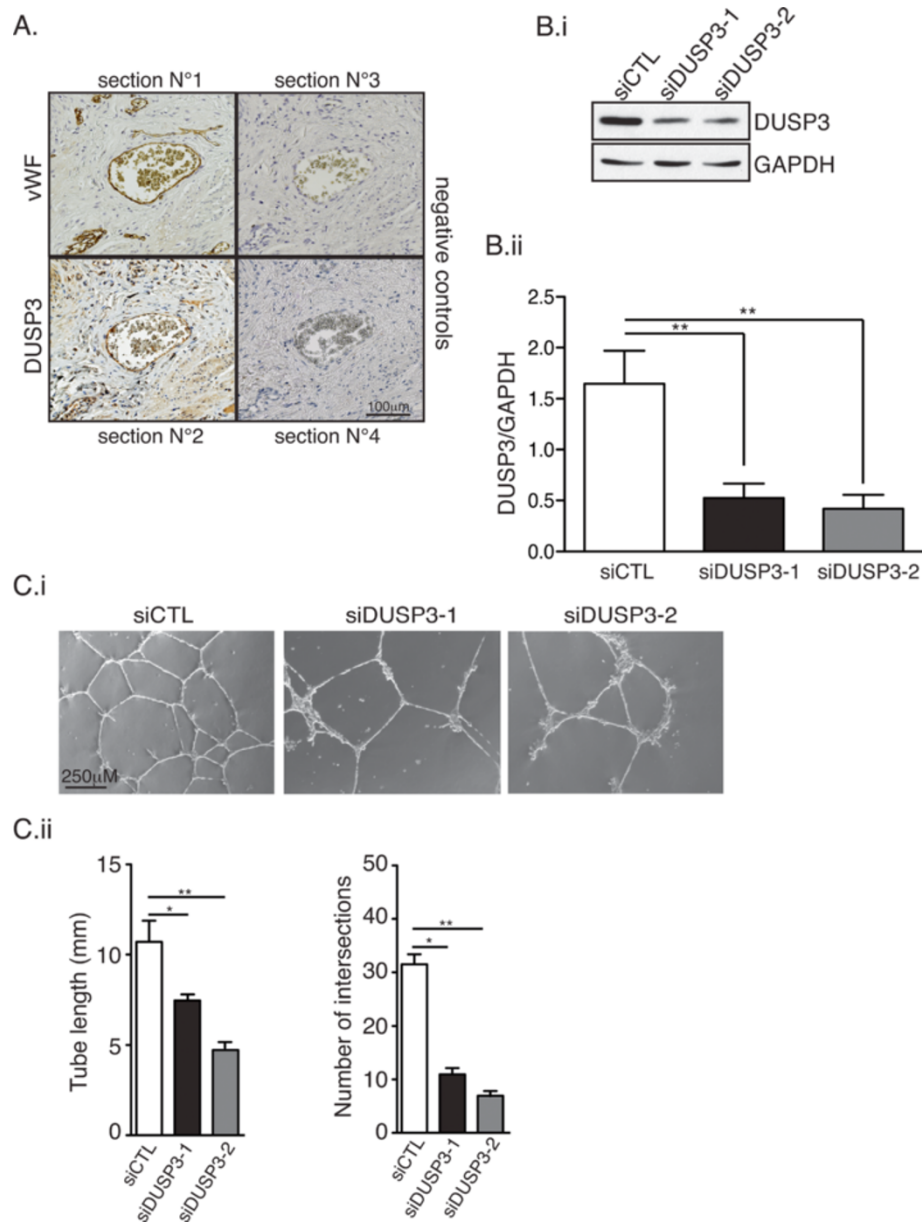 A.
section N°1
section N°3
vWF
DUSP3
negative controls
100μm
section N°2
section N°4
B.i
siCTL
siDUSP3-1
siDUSP3-2
DUSP3
GAPDH
B.ii
DUSP3/GAPDH
2.5
2.0
1.5
1.0
0.5
0.0
**
**
siCTL
siDUSP3-1
siDUSP3-2
C.i
siCTL
siDUSP3-1
siDUSP3-2
250μM
C.ii
Tube length (mm)
15
10
5
0
**
*
siCTL
siDUSP3-1
siDUSP3-2
Number of intersections
50
40
30
20
10
0
**
*
siCTL
siDUSP3-1
siDUSP3-2